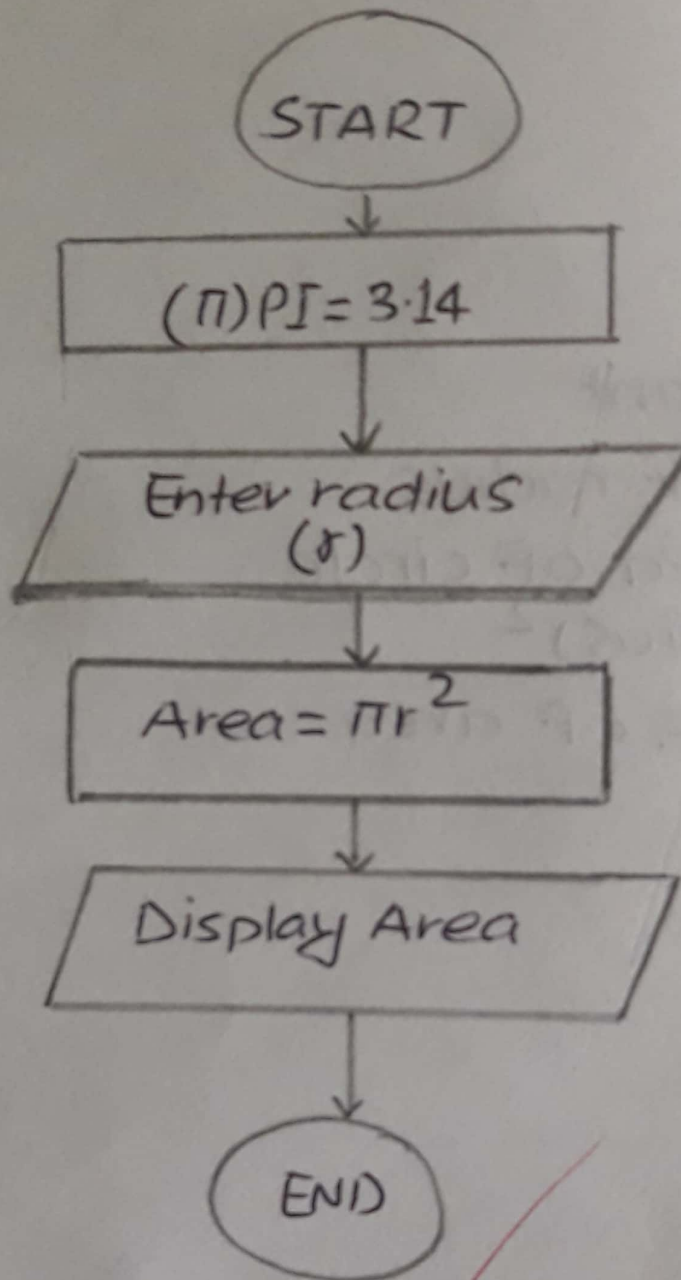 START
(π)PI = 3.14
Enter radius
(r)
Area = πr²
Display Area
END